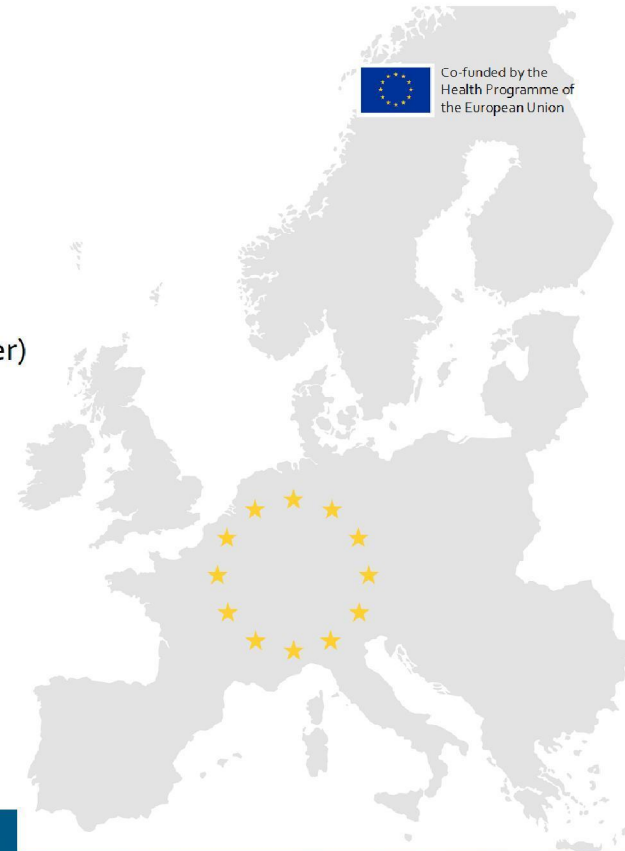 Co-funded by the
Health Programme of
the European Union
er)